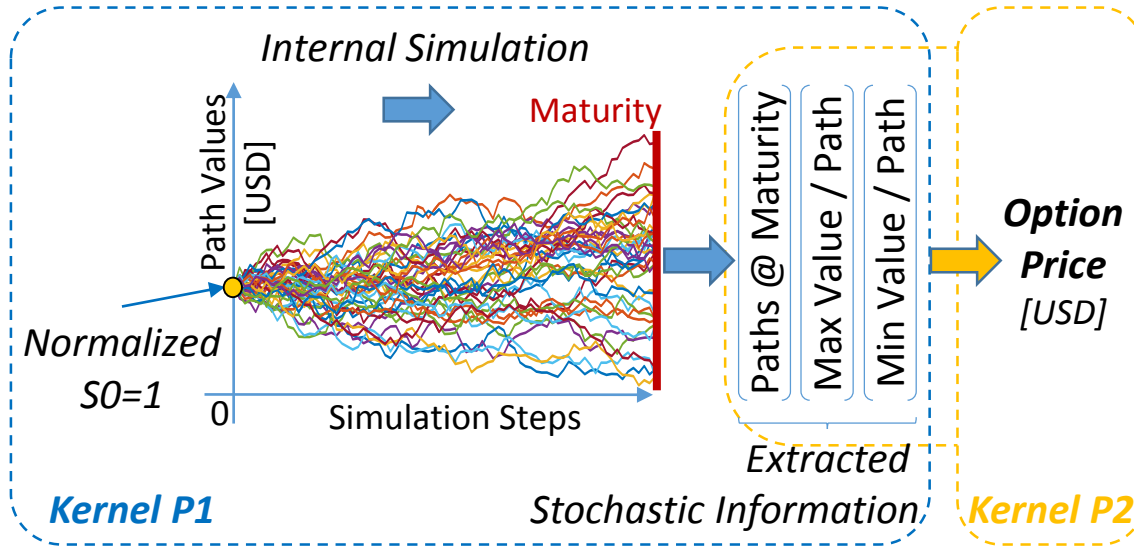 Internal Simulation
Path Values
[USD]
Maturity
Normalized
S0=1
0
Simulation Steps
Paths @ Maturity
Max Value / Path
Min Value / Path
Extracted
Stochastic Information
Option
Price
[USD]
Kernel P1
Kernel P2